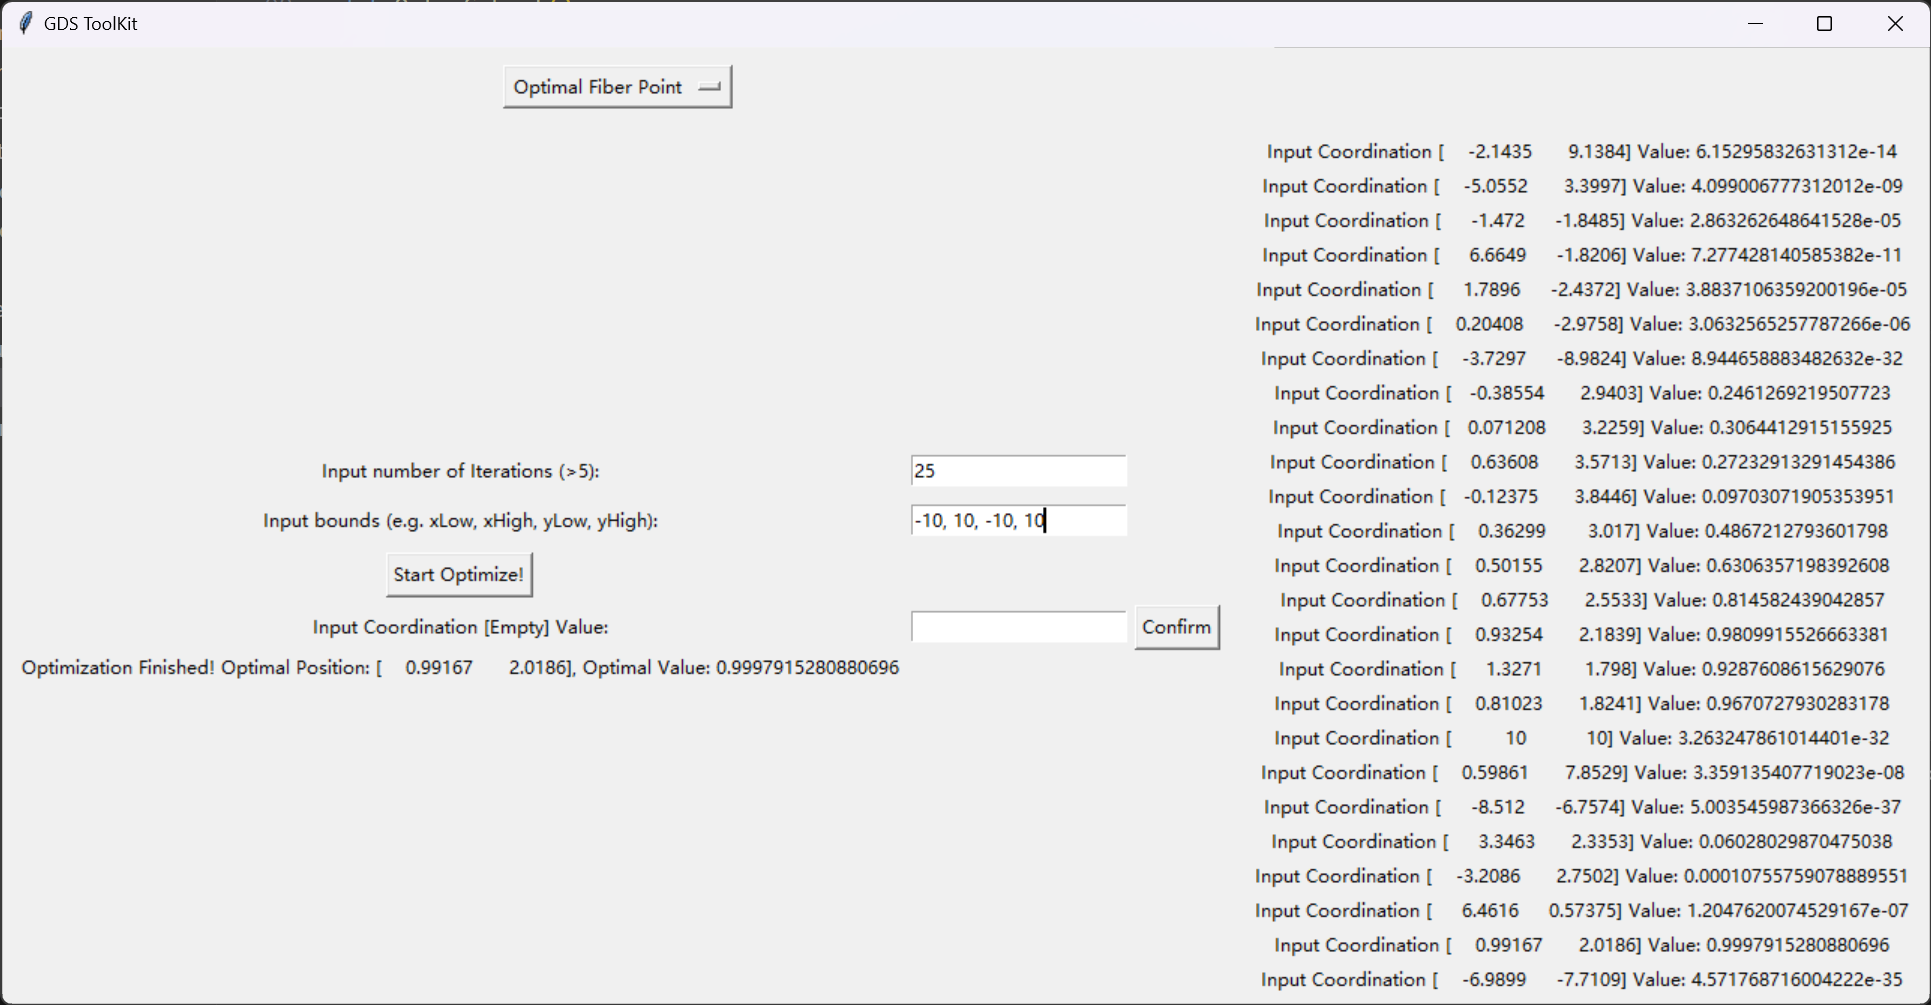 GDS ToolKit
Optimal Fiber Point
Input number of Iterations (>5):
25
Input bounds (e.g. xLow, xHigh, yLow, yHigh):
-10, 10, -10, 10
Start Optimize!
Input Coordination [Empty] Value:
Confirm
Optimization Finished! Optimal Position: [ 0.99167 2.0186], Optimal Value: 0.9997915280880696
Input Coordination [ -2.1435 9.1384] Value: 6.15295832631312e-14
Input Coordination [ -5.0552 3.3997] Value: 4.099006777312012e-09
Input Coordination [ -1.472 -1.8485] Value: 2.863262648641528e-05
Input Coordination [ 6.6649 -1.8206] Value: 7.277428140585382e-11
Input Coordination [ 1.7896 -2.4372] Value: 3.8837106359200196e-05
Input Coordination [ 0.20408 -2.9758] Value: 3.0632565257787266e-06
Input Coordination [ -3.7297 -8.9824] Value: 8.944658883482632e-32
Input Coordination [ -0.38554 2.9403] Value: 0.2461269219507723
Input Coordination [ 0.071208 3.2259] Value: 0.3064412915155925
Input Coordination [ 0.63608 3.5713] Value: 0.27232913291454386
Input Coordination [ -0.12375 3.8446] Value: 0.09703071905353951
Input Coordination [ 0.36299 3.017] Value: 0.4867212793601798
Input Coordination [ 0.50155 2.8207] Value: 0.6306357198392608
Input Coordination [ 0.67753 2.5533] Value: 0.814582439042857
Input Coordination [ 0.93254 2.1839] Value: 0.9809915526663381
Input Coordination [ 1.3271 1.798] Value: 0.9287608615629076
Input Coordination [ 0.81023 1.8241] Value: 0.9670727930283178
Input Coordination [ 10 10] Value: 3.263247861014401e-32
Input Coordination [ 0.59861 7.8529] Value: 3.359135407719023e-08
Input Coordination [ -8.512 -6.7574] Value: 5.003545987366326e-37
Input Coordination [ 3.3463 2.3353] Value: 0.06028029870475038
Input Coordination [ -3.2086 2.7502] Value: 0.00010755759078889551
Input Coordination [ 6.4616 0.57375] Value: 1.2047620074529167e-07
Input Coordination [ 0.99167 2.0186] Value: 0.9997915280880696
Input Coordination [ -6.9899 -7.7109] Value: 4.571768716004222e-35